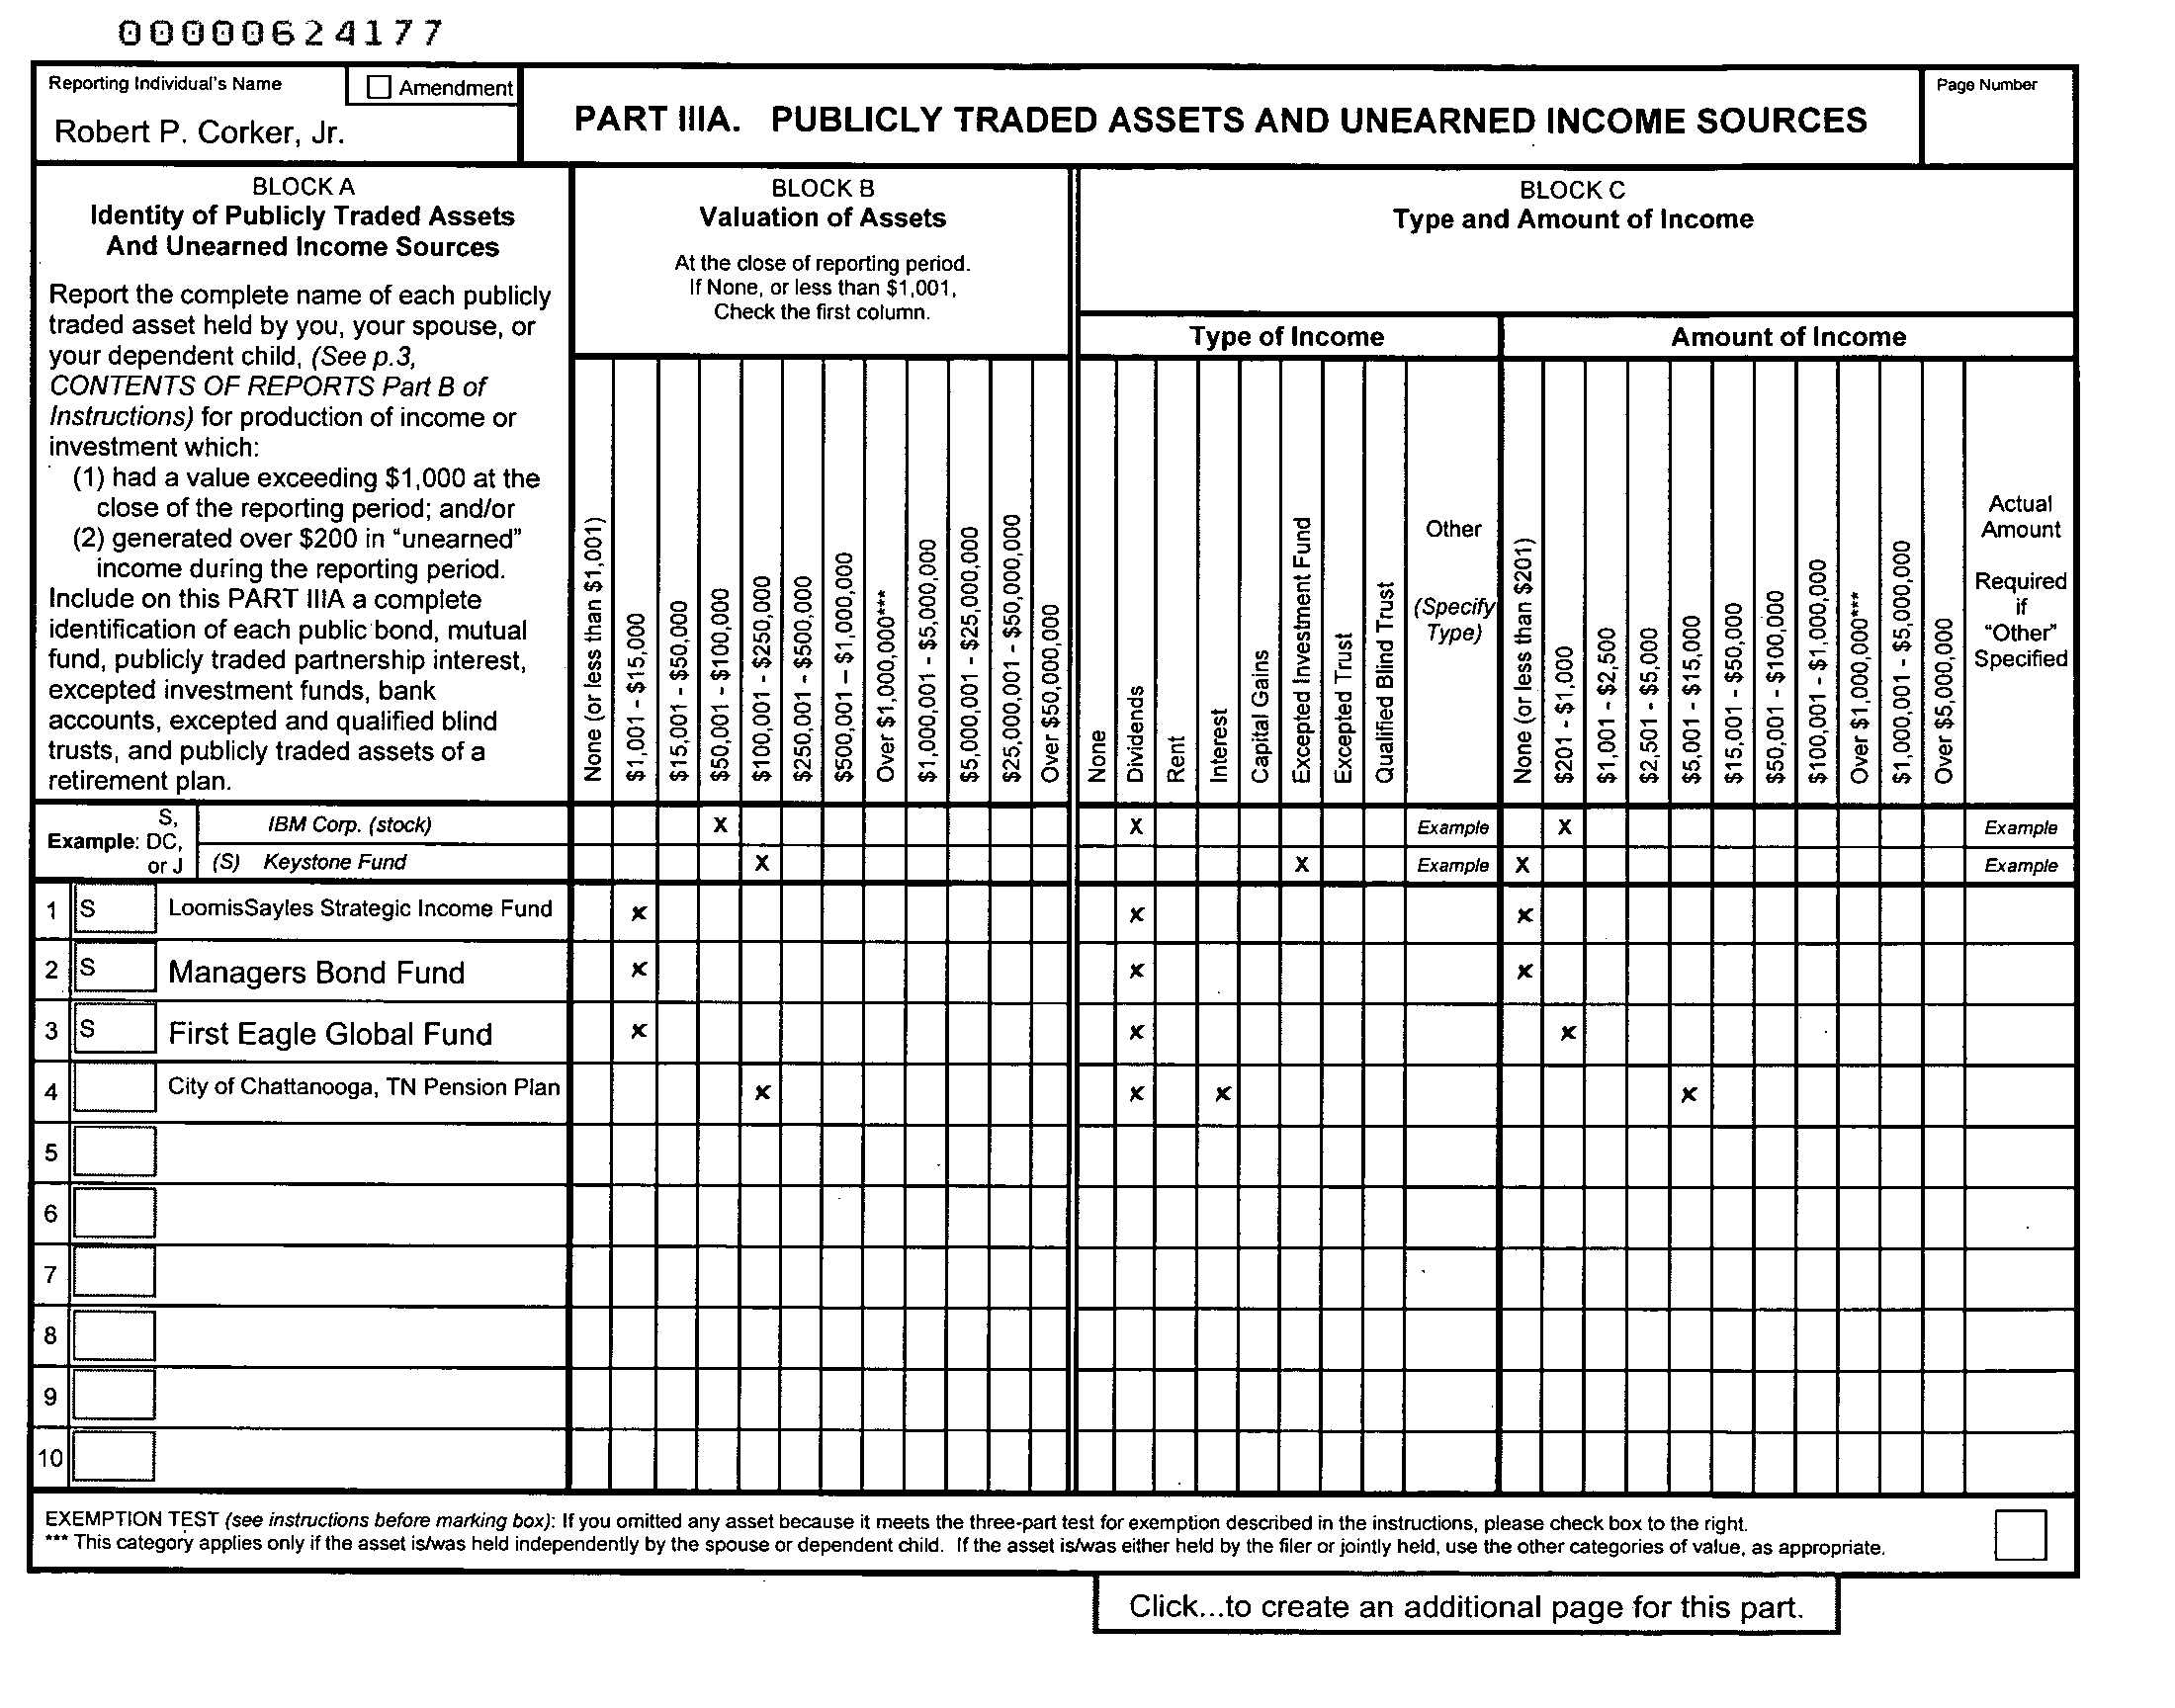 00000624177
Reporting Individual's Name
Amendment
Robert P. Corker, Jr.
PART IIIA. PUBLICLY TRADED ASSETS AND UNEARNED INCOME SOURCES
Page Number
BLOCK A
Identity of Publicly Traded Assets
And Unearned Income Sources
Report the complete name of each publicly
traded asset held by you, your spouse, or
your dependent child, (See p.3,
CONTENTS OF REPORTS Part B of
Instructions) for production of income or
investment which:
(1) had a value exceeding $1,000 at the
close of the reporting period; and/or
(2) generated over $200 in “unearned”
income during the reporting period.
Include on this PART IIIA a complete
identification of each public bond, mutual
fund, publicly traded partnership interest,
excepted investment funds, bank
accounts, excepted and qualified blind
trusts, and publicly traded assets of a
retirement plan.
BLOCK B
Valuation of Assets
At the close of reporting period.
If None, or less than $1,001,
Check the first column.
None (or less than $1,001)
$1,001 - $15,000
$15,001 - $50,000
$50,001 - $100,000
$100,001 - $250,000
$250,001 - $500,000
$500,001 – $1,000,000
Over $1,000,000***
$1,000,001 - $5,000,000
$5,000,001 - $25,000,000
$25,000,001 - $50,000,000
Over $50,000,000
BLOCK C
Type and Amount of Income
Type of Income
None
Dividends
Rent
Interest
Capital Gains
Excepted Investment Fund
Excepted Trust
Qualified Blind Trust
Other
(Specify
Type)
Amount of Income
None (or less than $201)
$201 - $1,000
$1,001 - $2,500
$2,501 - $5,000
$5,001 - $15,000
$15,001 - $50,000
$50,001 - $100,000
$100,001 - $1,000,000
Over $1,000,000***
$1,000,001 - $5,000,000
Over $5,000,000
Actual
Amount
Required
if
“Other”
Specified
S,
Example: DC,
or J
IBM Corp. (stock) X X Example X Example
(S) Keystone Fund X X Example X Example
1 S LoomisSayles Strategic Income Fund x x x
2 S Managers Bond Fund x x x
3 S First Eagle Global Fund x x x
4 City of Chattanooga, TN Pension Plan x x x x
5
6
7
8
9
10
EXEMPTION TEST (see instructions before marking box): If you omitted any asset because it meets the three-part test for exemption described in the instructions, please check box to the right.
*** This category applies only if the asset is/was held independently by the spouse or dependent child. If the asset is/was either held by the filer or jointly held, use the other categories of value, as appropriate.
Click...to create an additional page for this part.